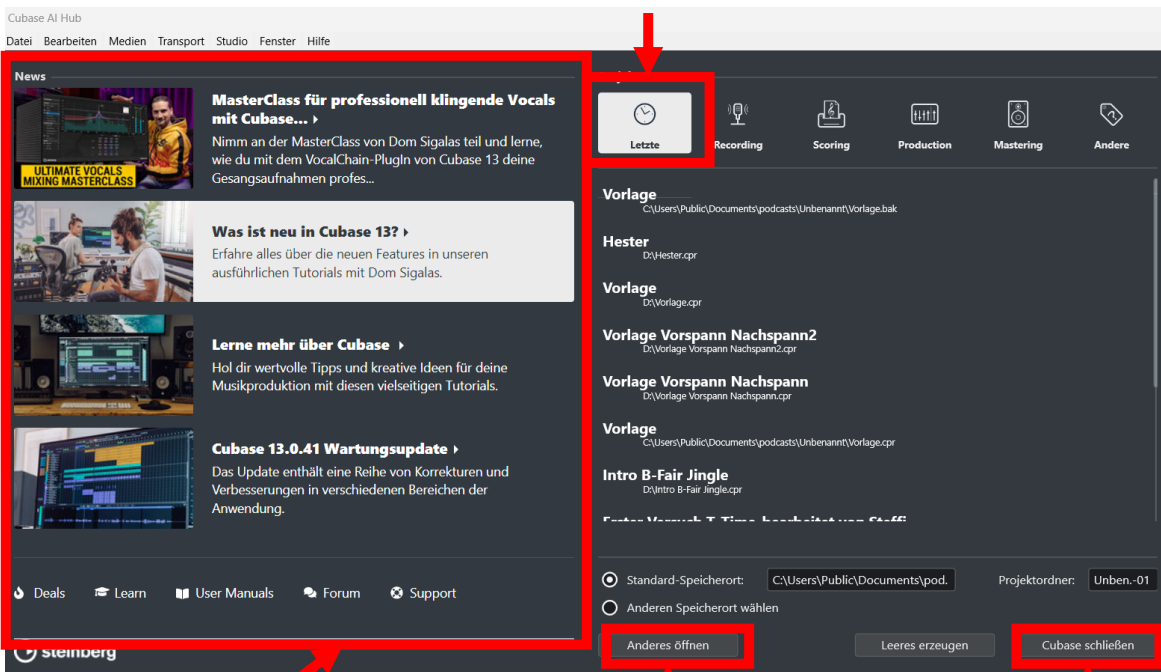 Cubase AI Hub
Datei Bearbeiten Medien Transport Studio Fenster Hilfe
News
ULTIMATE VOCALS
MIXING MASTERCLASS
MasterClass für professionell klingende Vocals
mit Cubase...
Nimm an der MasterClass von Dom Sigalas teil und lerne,
wie du mit dem VocalChain-PlugIn von Cubase 13 deine
Gesangsaufnahmen profes...
Was ist neu in Cubase 13?
Erfahre alles über die neuen Features in unseren
ausführlichen Tutorials mit Dom Sigalas.
Lerne mehr über Cubase
Hol dir wertvolle Tipps und kreative Ideen für deine
Musikproduktion mit diesen vielseitigen Tutorials.
Cubase 13.0.41 Wartungsupdate
Das Update enthält eine Reihe von Korrekturen und
Verbesserungen in verschiedenen Bereichen der
Anwendung.
Deals Learn User Manuals Forum Support
steinberg
Letzte Recording Scoring Production Mastering Andere
Vorlage
C:\Users\Public\Documents\podcasts\Unbenannt\Vorlage.bak
Hester
D:\Hester.cpr
Vorlage
D:\Vorlage.cpr
Vorlage Vorspann Nachspann2
D:\Vorlage Vorspann Nachspann2.cpr
Vorlage Vorspann Nachspann
D:\Vorlage Vorspann Nachspann.cpr
Vorlage
C:\Users\Public\Documents\podcasts\Unbenannt\Vorlage.cpr
Intro B-Fair Jingle
D:\Intro B-Fair Jingle.cpr
Erster Versuch T-Time-bearbeitet von Steffi
Standard-Speicherort: C:\Users\Public\Documents\pod. Projektordner: Unben.-01
Anderen Speicherort wählen
Anderes öffnen Leeres erzeugen Cubase schließen